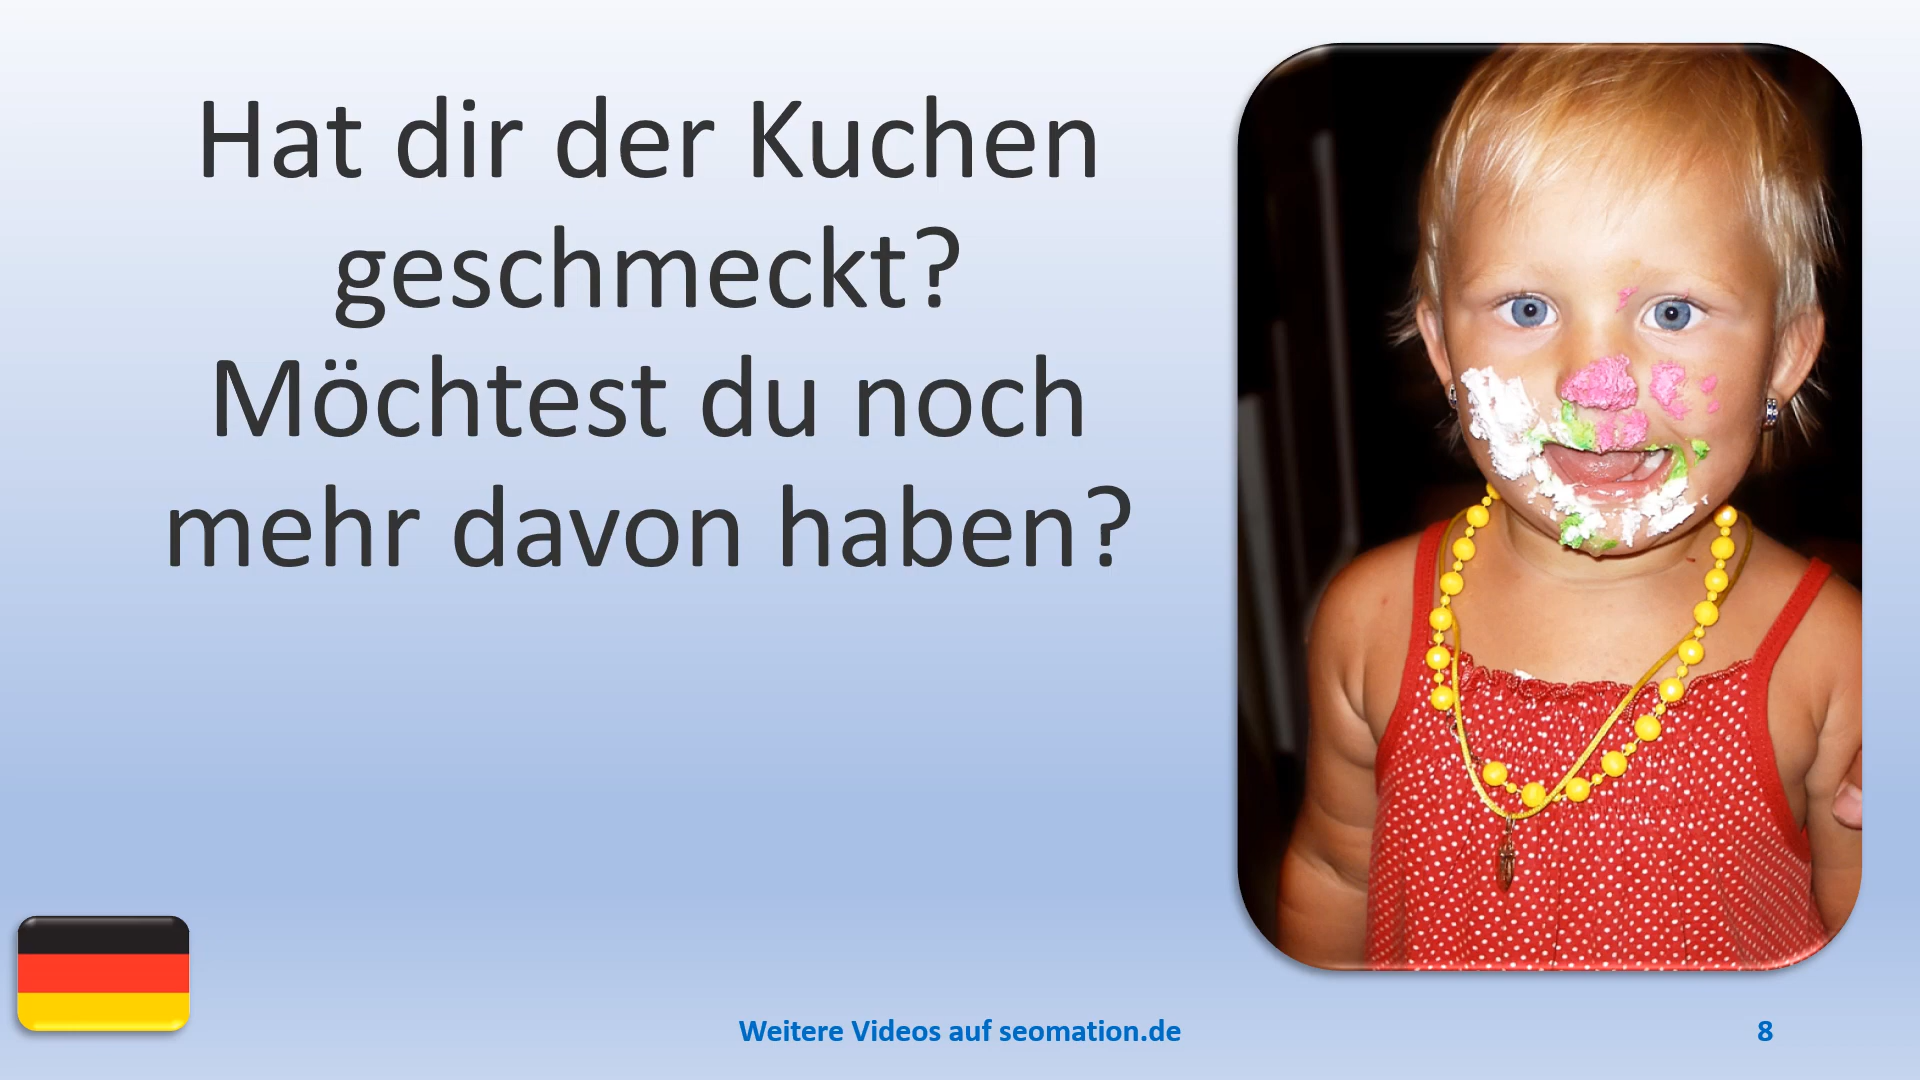 Hat dir der Kuchen
geschmeckt?
Möchtest du noch
mehr davon haben?
Weitere Videos auf seomation.de
8